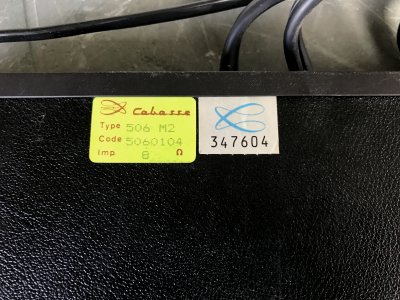 Cabasse
Type 506 M2
Code 5060104
Imp. 8 Ω
347604